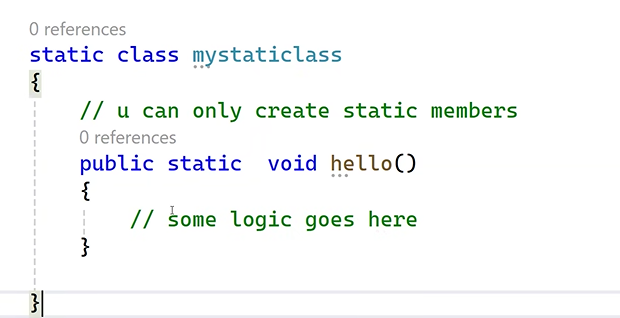 0 references
static class mystaticclass
{
// u can only create static members
0 references
public static  void hello()
{
// some logic goes here
}
}